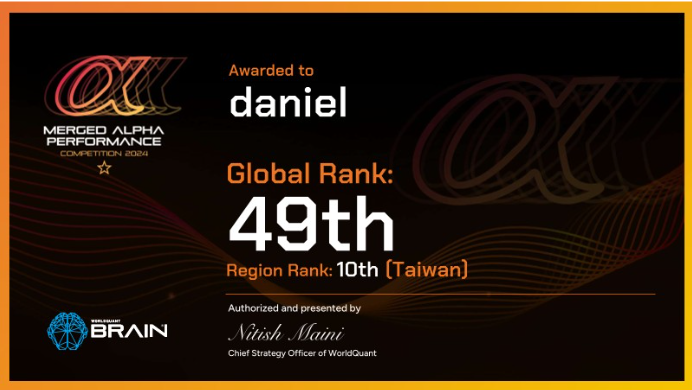 MERGED ALPHA
PERFORMANCE
COMPETITION 2024
Awarded to
daniel
Global Rank:
49th
Region Rank: 10th (Taiwan)
Authorized and presented by
Nitish Maini
Chief Strategy Officer of WorldQuant
WORLDQUANT
BRAIN